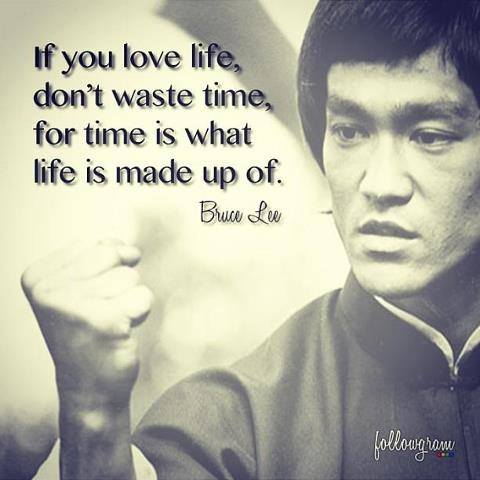 If you love life,
don't waste time,
for time is what
life is made up of.
Bruce Lee
followgram